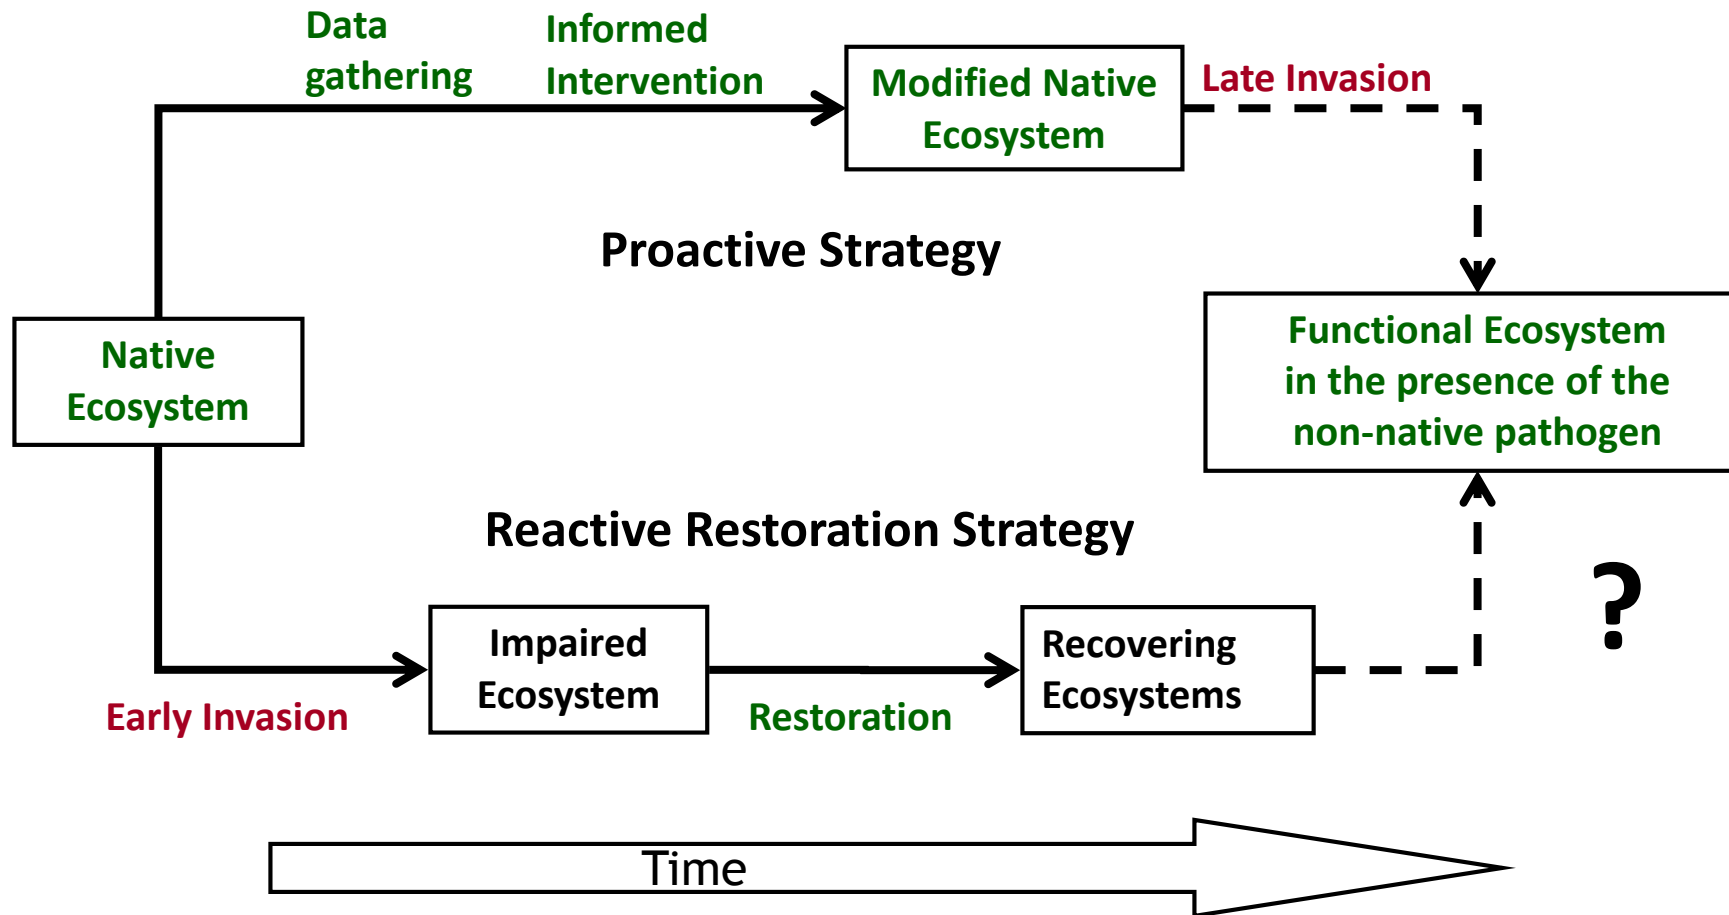 Data
gathering
Informed
Intervention
Modified Native
Ecosystem
Late Invasion
Proactive Strategy
Native
Ecosystem
Functional Ecosystem
in the presence of the
non-native pathogen
Reactive Restoration Strategy
?
Impaired
Ecosystem
Recovering
Ecosystems
Early Invasion
Restoration
Time